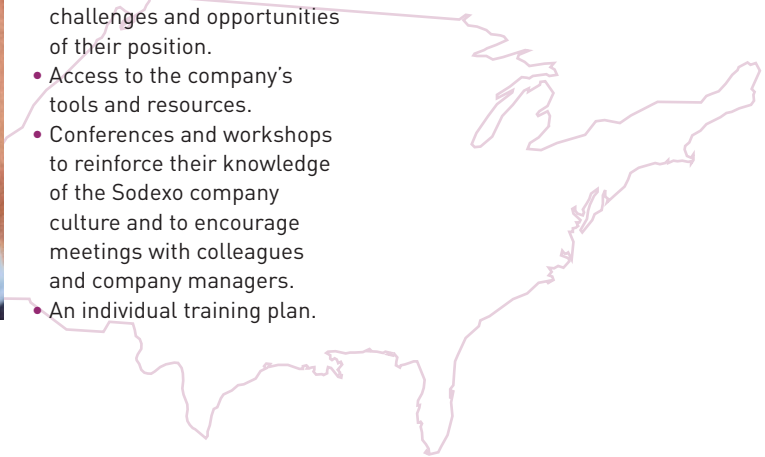 challenges and opportunities
of their position.
• Access to the company’s
tools and resources.
• Conferences and workshops
to reinforce their knowledge
of the Sodexo company
culture and to encourage
meetings with colleagues
and company managers.
• An individual training plan.